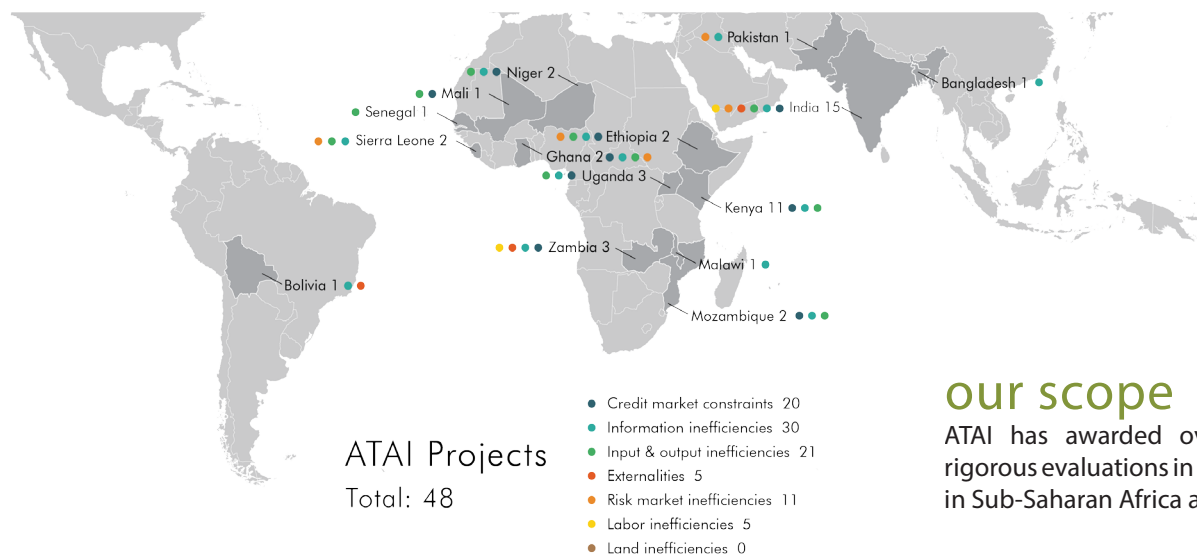 Pakistan 1
Niger 2
Bangladesh 1
Mali 1
India 15
Senegal 1
Sierra Leone 2
Ethiopia 2
Ghana 2
Uganda 3
Kenya 11
Zambia 3
Malawi 1
Bolivia 1
Mozambique 2
ATAI Projects
Total: 48
Credit market constraints 20
Information inefficiencies 30
Input & output inefficiencies 21
Externalities 5
Risk market inefficiencies 11
Labor inefficiencies 5
Land inefficiencies 0
our scope
ATAI has awarded ov
rigorous evaluations in
in Sub-Saharan Africa a